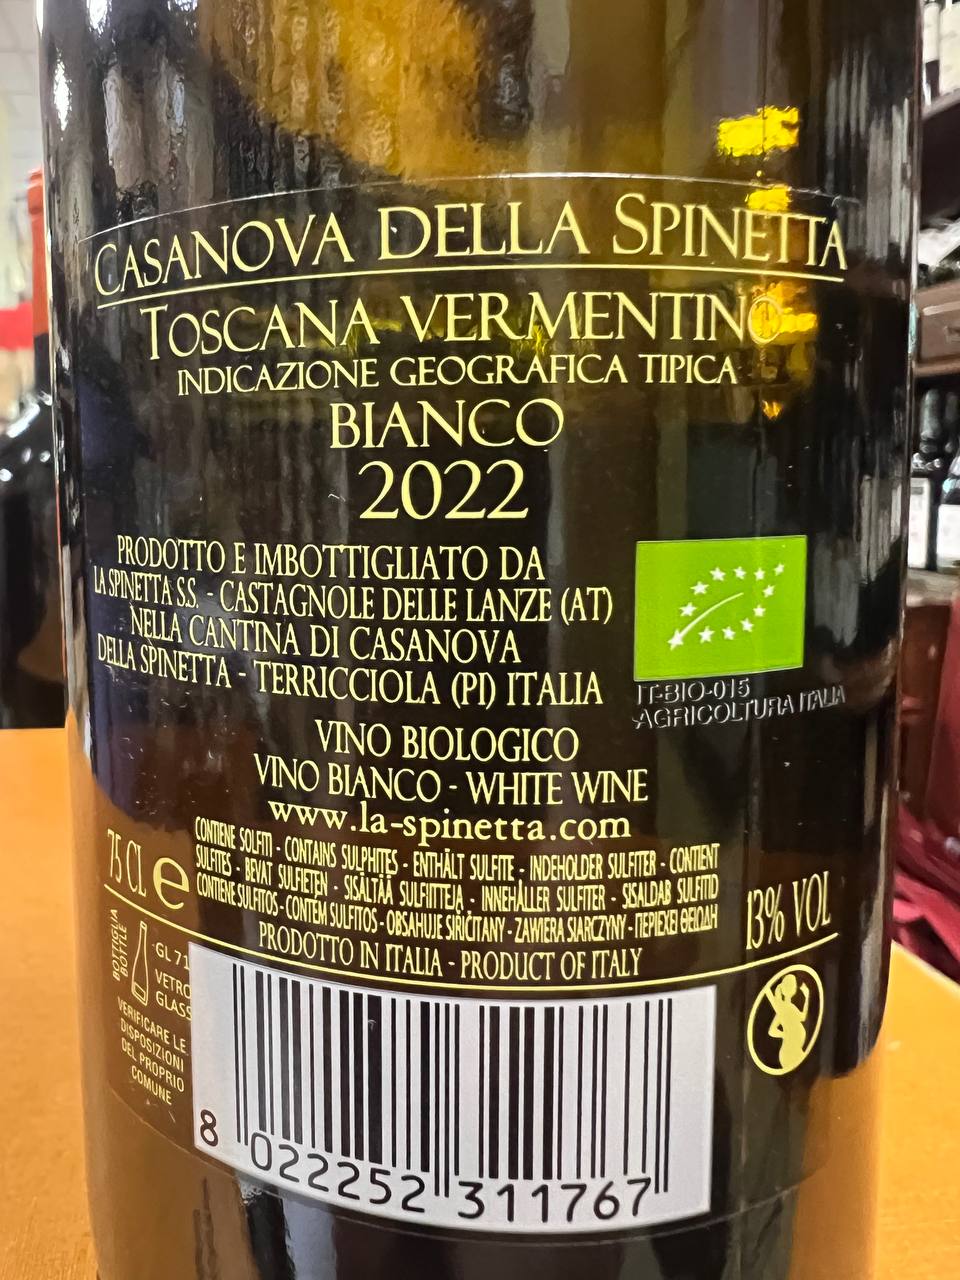 CASANOVA DELLA SPINETTA
TOSCANA VERMENTINO
INDICAZIONE GEOGRAFICA TIPICA
BIANCO
2022
PRODOTTO E IMBOTTIGLIATO DA
LA SPINETTA S.S. - CASTAGNOLE DELLE LANZE (AT)
NELLA CANTINA DI CASANOVA
DELLA SPINETTA - TERRICCIOLA (PI) ITALIA
IT-BIO-015
AGRICOLTURA ITALIA
VINO BIOLOGICO
VINO BIANCO - WHITE WINE
www.la-spinetta.com
75 CL e
CONTIENE SOLFITI - CONTAINS SULPHITES - ENTHÄLT SULFITE - INDEHOLDER SULFITER - CONTIENT
SULFITES - BEVAT SULFIETEN - SISÄLTÄÄ SULFIITTEJA - INNEHÅLLER SULFITER - SISALDAB SULFITID
CONTIENE SULFITOS - CONTÉM SULFITOS - OBSAHUJE SIŘIČITANY - ZAWIERA SIARCZYNY - ΠΕΡΙΕΧΕΙ ΘΕΙΩΔΗ
13% VOL
PRODOTTO IN ITALIA - PRODUCT OF ITALY
BOTTIGLIA
BOTTLE
GL 71
VETRO
GLASS
VERIFICARE LE
DISPOSIZIONI
DEL PROPRIO
COMUNE
8 022252 311767